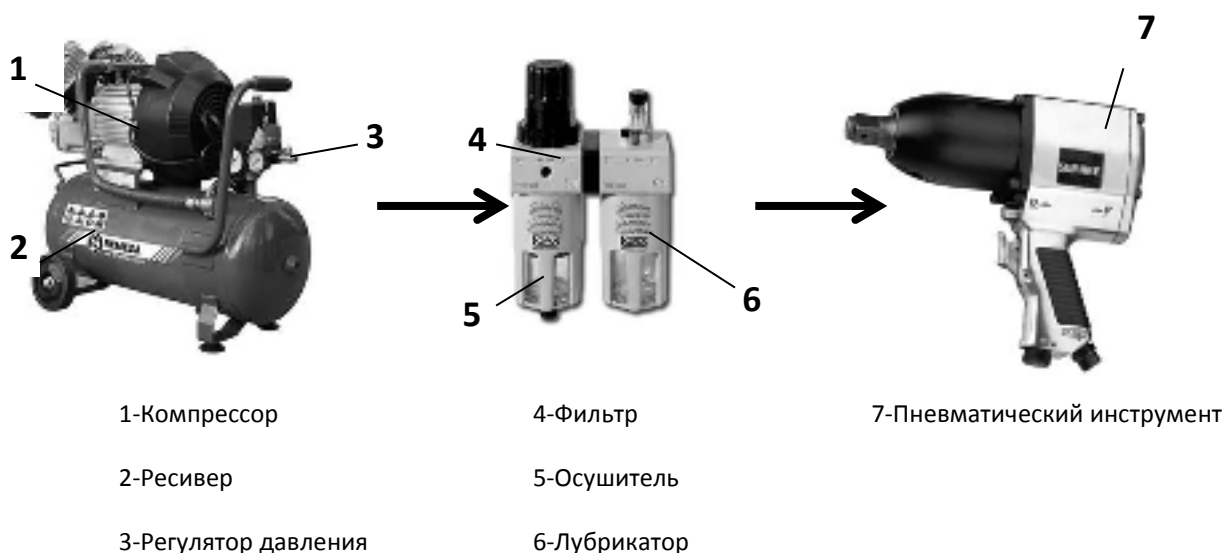 7
1
3
4
2
5
6
1-Компрессор 4-Фильтр 7-Пневматический инструмент
2-Ресивер 5-Осушитель
3-Регулятор давления 6-Лубрикатор